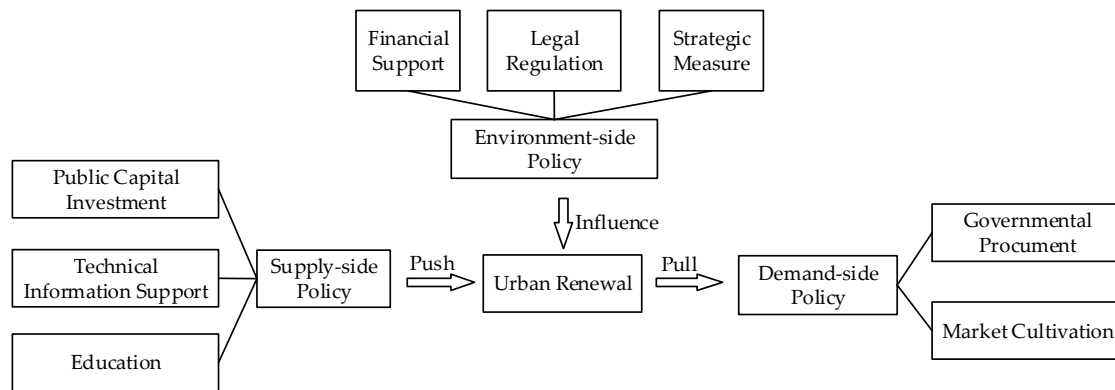 Financial
Support
Legal
Regulation
Strategic
Measure
Environment-side
Policy
Public Capital
Investment
Influence
Governmental
Procument
Technical
Information Support
Supply-side
Policy
Push
Urban Renewal
Pull
Demand-side
Policy
Education
Market Cultivation